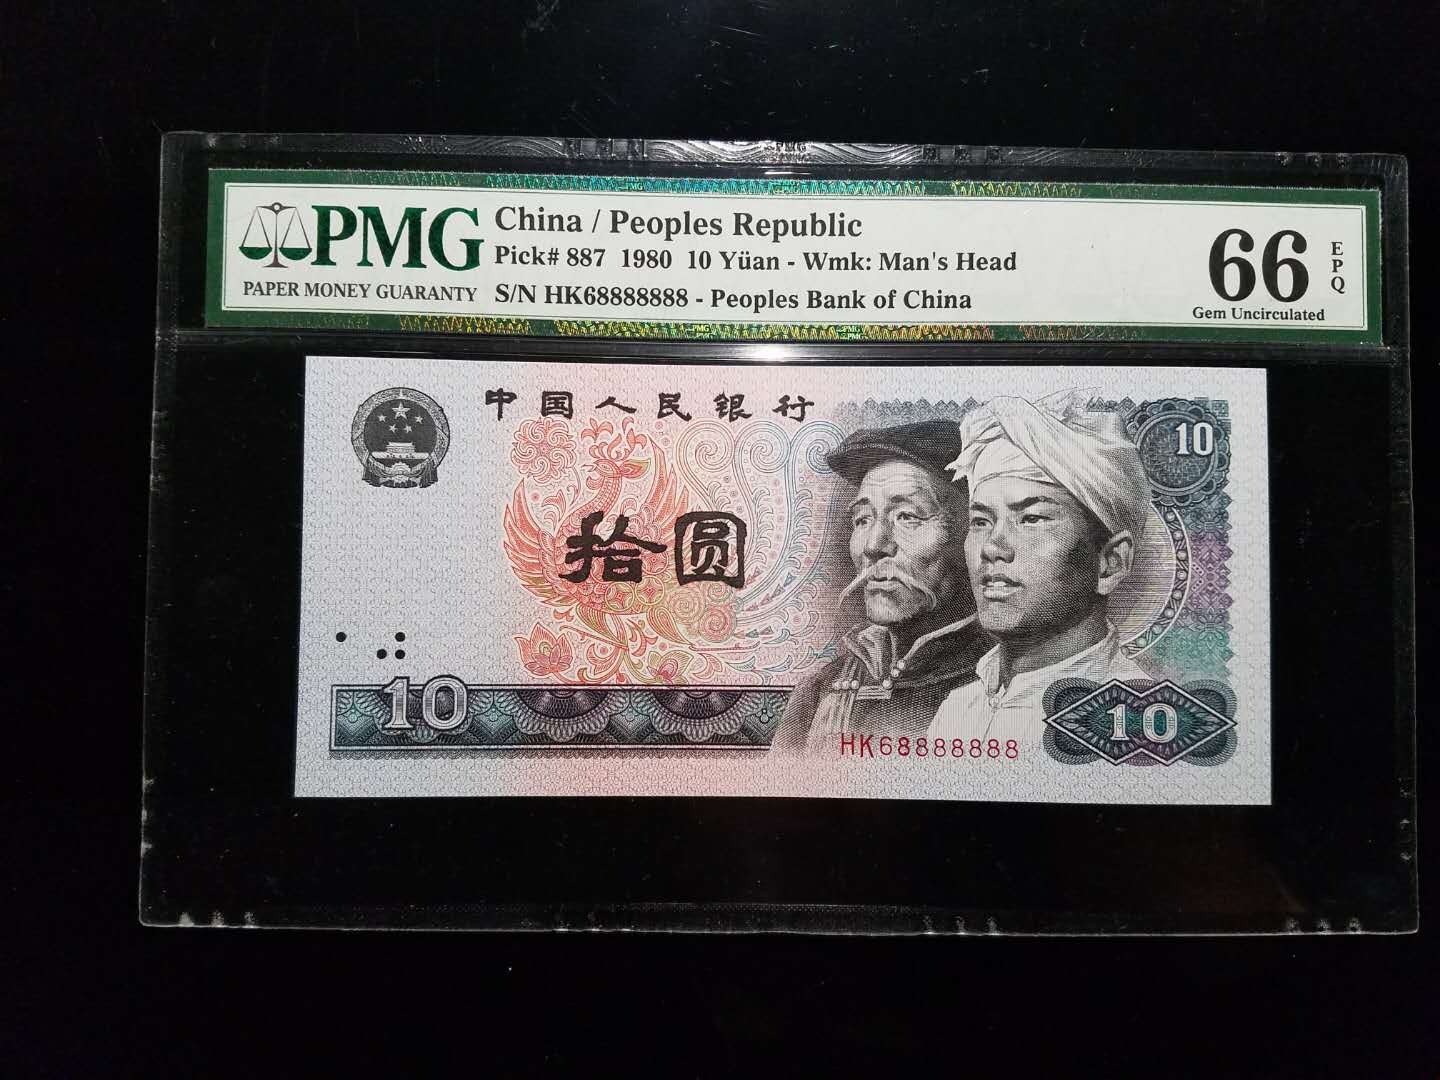 PMG
PAPER MONEY GUARANTY
China / Peoples Republic
Pick# 887 1980 10 Yüan - Wmk: Man's Head
S/N HK68888888 - Peoples Bank of China
66
EPQ
Gem Uncirculated
中国人民银行
10
拾圆
10
HK68888888
10